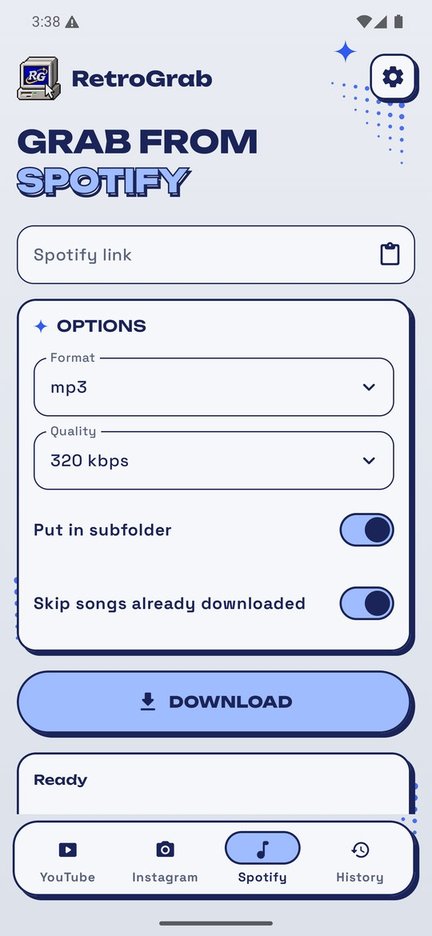 3:38
RG
RetroGrab
GRAB FROM
SPOTIFY
Spotify link
OPTIONS
Format
mp3
Quality
320 kbps
Put in subfolder
Skip songs already downloaded
DOWNLOAD
Ready
YouTube Instagram Spotify History